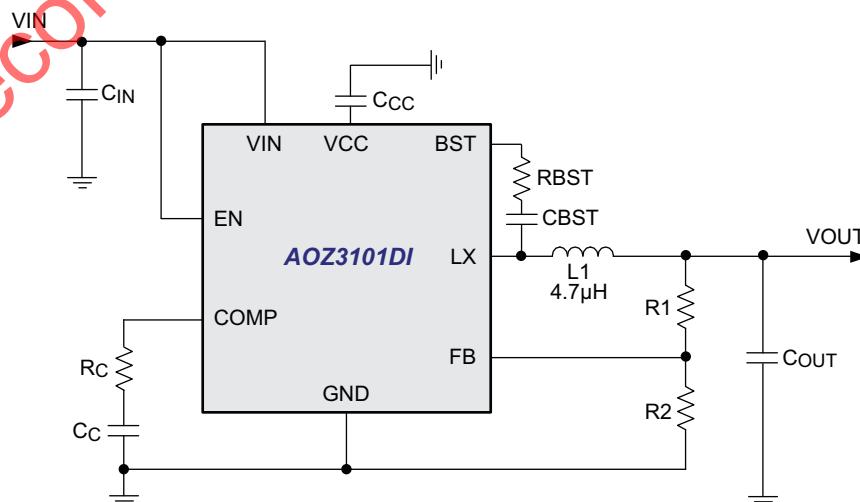 VIN
CIN
CCC
VIN
VCC
BST
RBST
CBST
EN
AOZ3101DI
LX
L1
4.7µH
VOUT
R1
COMP
FB
COUT
RC
GND
R2
CC